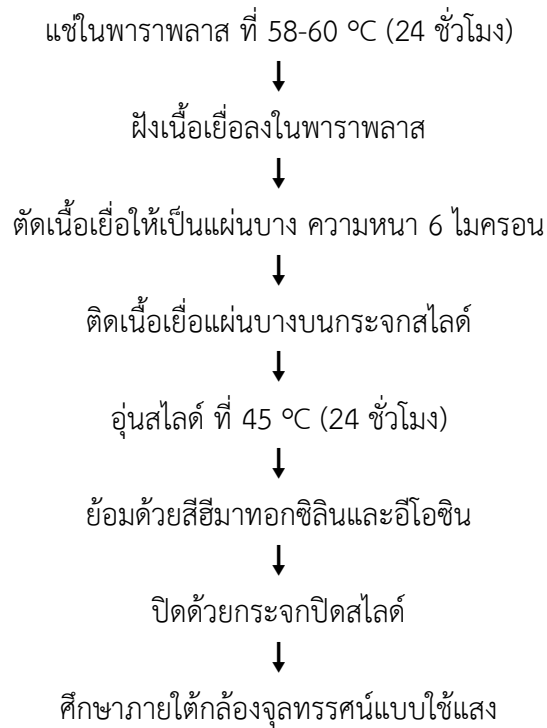 แช่ในพาราพลาส ที่ 58-60 ºC (24 ชั่วโมง)
ฝังเนื้อเยื่อลงในพาราพลาส
ตัดเนื้อเยื่อให้เป็นแผ่นบาง ความหนา 6 ไมครอน
ติดเนื้อเยื่อแผ่นบางบนกระจกสไลด์
อุ่นสไลด์ ที่ 45 ºC (24 ชั่วโมง)
ย้อมด้วยสีฮีมาทอกซิลินและอีโอซิน
ปิดด้วยกระจกปิดสไลด์
ศึกษาภายใต้กล้องจุลทรรศน์แบบใช้แสง